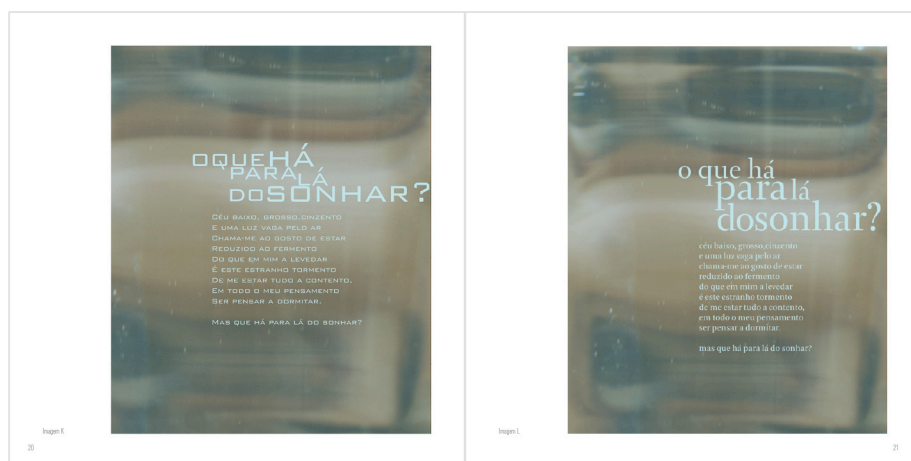 OQUEHÁ
PARALÁ
DOSONHAR?
CÉU BAIXO, GROSSO,CINZENTO
E UMA LUZ VAGA PELO AR
CHAMA-ME AO GOSTO DE ESTAR
REDUZIDO AO FERMENTO
DO QUE EM MIM A LEVEDAR
É ESTE ESTRANHO TORMENTO
DE ME ESTAR TUDO A CONTENTO,
EM TODO O MEU PENSAMENTO
SER PENSAR A DORMITAR.
MAS QUE HÁ PARA LÁ DO SONHAR?
Imagem K
20
o que há
para lá
dosonhar?
céu baixo, grosso,cinzento
e uma luz vaga pelo ar
chama-me ao gosto de estar
reduzido ao fermento
do que em mim a levedar
é este estranho tormento
de me estar tudo a contento,
em todo o meu pensamento
ser pensar a dormitar.
mas que há para lá do sonhar?
Imagem L
21